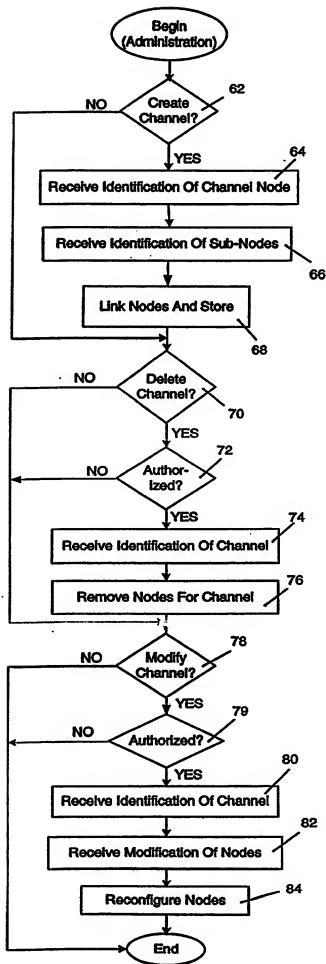 Begin
(Administration)
62
NO
Create
Channel?
YES
64
Receive Identification Of Channel Node
Receive Identification Of Sub-Nodes
66
Link Nodes And Store
68
NO
Delete
Channel?
70
YES
72
NO
Author-
ized?
YES
74
Receive Identification Of Channel
76
Remove Nodes For Channel
78
NO
Modify
Channel?
79
YES
NO
Authorized?
80
YES
Receive Identification Of Channel
82
Receive Modification Of Nodes
Reconfigure Nodes
84
End